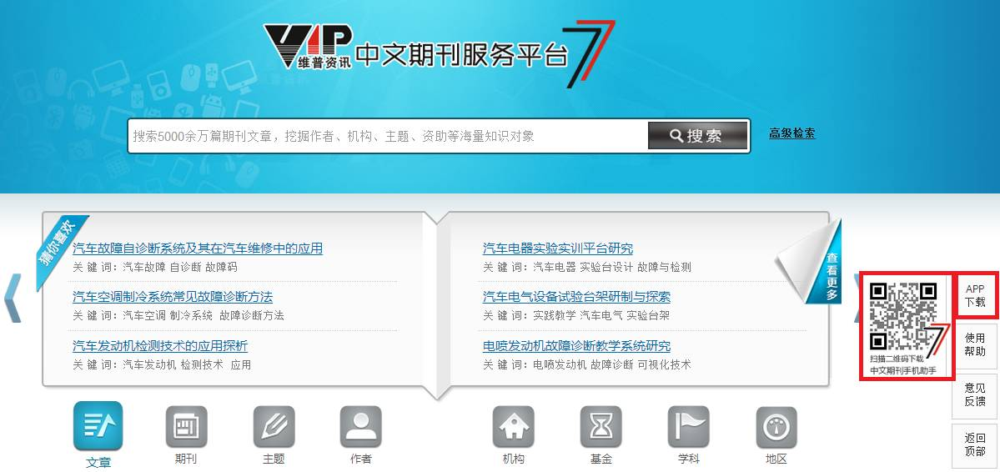 VIP
维普资讯
中文期刊服务平台
7
搜索5000余万篇期刊文章，挖掘作者、机构、主题、资助等海量知识对象
搜索
高级检索
猜你喜欢
汽车故障自诊断系统及其在汽车维修中的应用
关 键 词：汽车故障 自诊断 故障码
汽车空调制冷系统常见故障诊断方法
关 键 词：汽车空调 制冷系统 故障诊断方法
汽车发动机检测技术的应用探析
关 键 词：汽车发动机 检测技术 应用
汽车电器实验实训平台研究
关 键 词：汽车电器 实验台设计 故障与检测
汽车电气设备试验台架研制与探索
关 键 词：实践教学 汽车电气 实验台架
电喷发动机故障诊断教学系统研究
关 键 词：电喷发动机 故障诊断 可视化技术
查看更多
7
扫描二维码下载
中文期刊手机助手
APP
下载
使用
帮助
意见
反馈
返回
顶部
文章
期刊
主题
作者
机构
基金
学科
地区